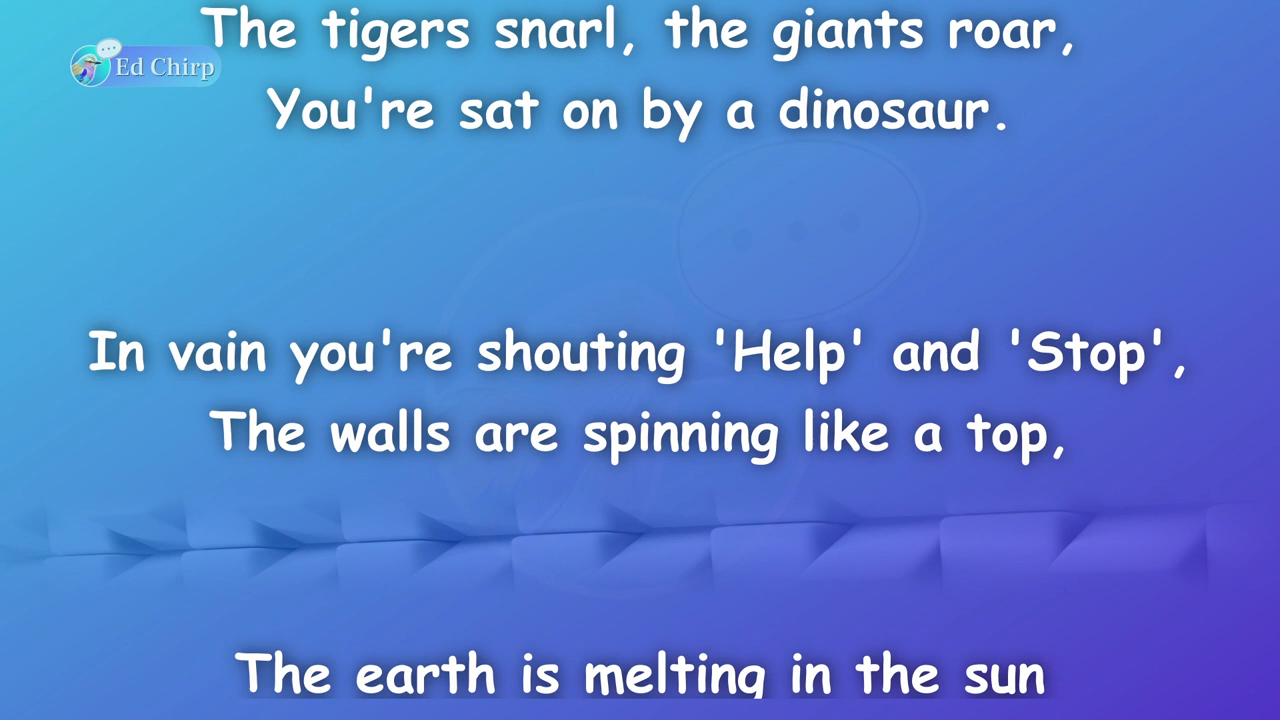 The tigers snarl, the giants roar,
Ed Chirp
You're sat on by a dinosaur.
In vain you're shouting 'Help' and 'Stop',
The walls are spinning like a top,
The earth is melting in the sun